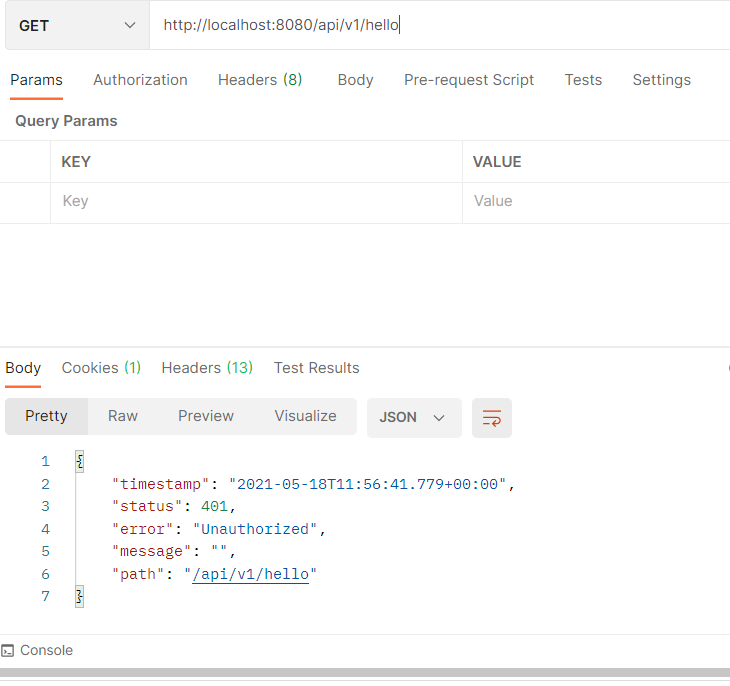 GET http://localhost:8080/api/v1/hello
Params Authorization Headers (8) Body Pre-request Script Tests Settings
Query Params
KEY VALUE
Key Value
Body Cookies (1) Headers (13) Test Results
Pretty Raw Preview Visualize JSON
1 {
2 "timestamp": "2021-05-18T11:56:41.779+00:00",
3 "status": 401,
4 "error": "Unauthorized",
5 "message": "",
6 "path": "/api/v1/hello"
7 }
Console